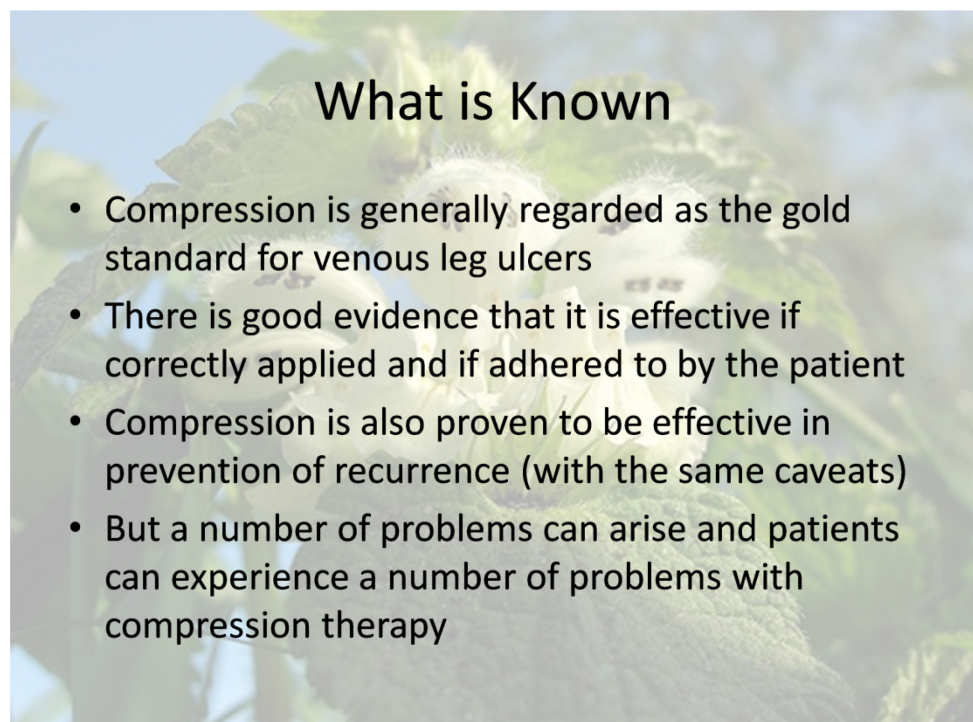 What is Known
• Compression is generally regarded as the gold
standard for venous leg ulcers
• There is good evidence that it is effective if
correctly applied and if adhered to by the patient
• Compression is also proven to be effective in
prevention of recurrence (with the same caveats)
• But a number of problems can arise and patients
can experience a number of problems with
compression therapy